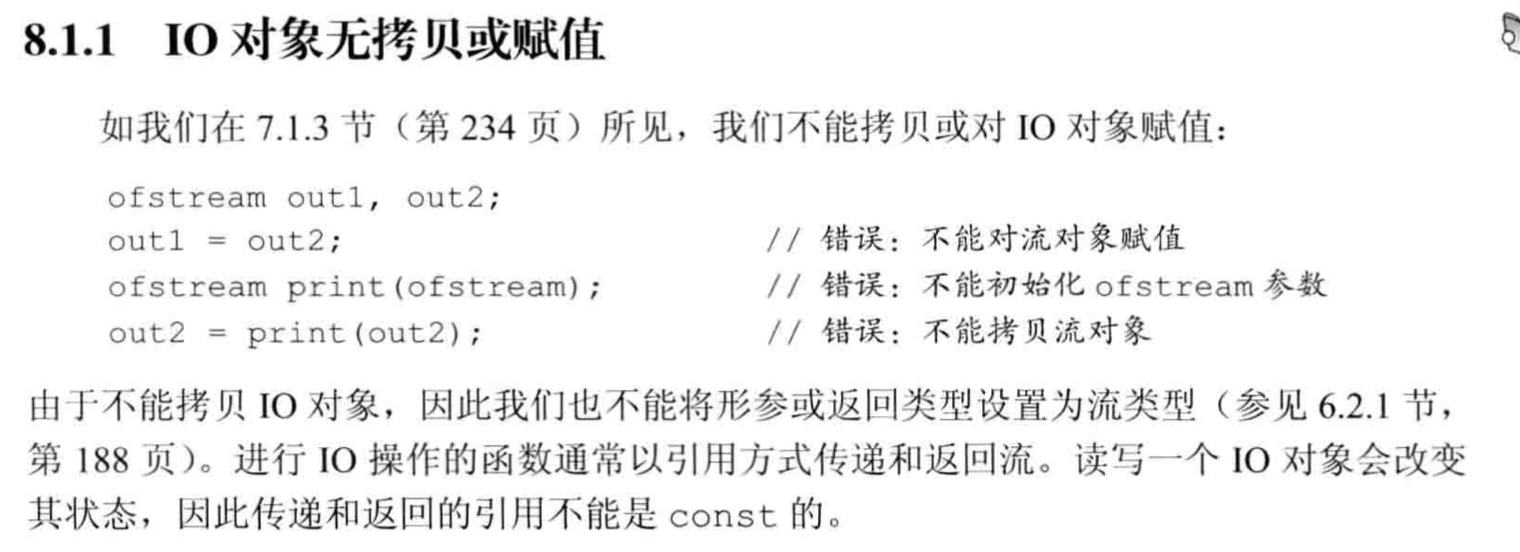 8.1.1 IO 对象无拷贝或赋值
如我们在 7.1.3 节（第 234 页）所见，我们不能拷贝或对 IO 对象赋值：
ofstream out1, out2;
out1 = out2; // 错误：不能对流对象赋值
ofstream print(ofstream); // 错误：不能初始化 ofstream 参数
out2 = print(out2); // 错误：不能拷贝流对象
由于不能拷贝 IO 对象，因此我们也不能将形参或返回类型设置为流类型（参见 6.2.1 节，
第 188 页）。进行 IO 操作的函数通常以引用方式传递和返回流。读写一个 IO 对象会改变
其状态，因此传递和返回的引用不能是 const 的。